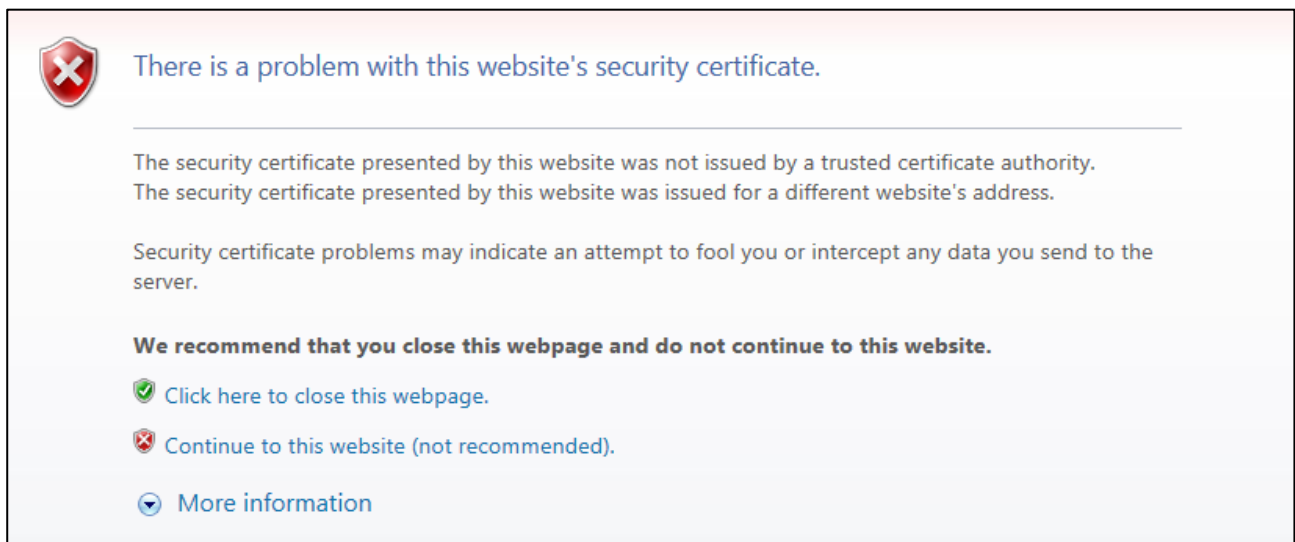 There is a problem with this website's security certificate.
The security certificate presented by this website was not issued by a trusted certificate authority.
The security certificate presented by this website was issued for a different website's address.
Security certificate problems may indicate an attempt to fool you or intercept any data you send to the
server.
We recommend that you close this webpage and do not continue to this website.
Click here to close this webpage.
Continue to this website (not recommended).
More information